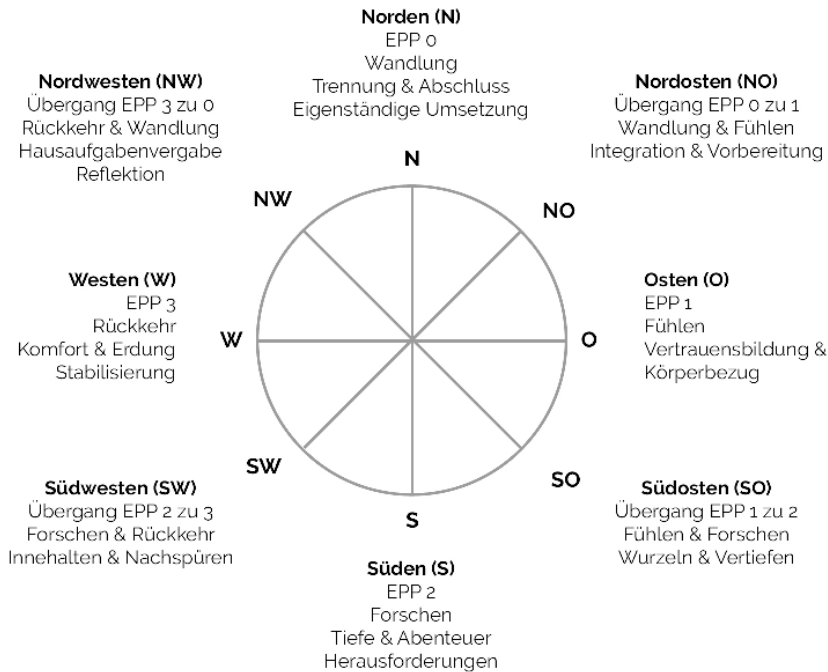 Norden (N)
EPP 0
Wandlung
Trennung & Abschluss
Eigenständige Umsetzung
Nordwesten (NW)
Übergang EPP 3 zu 0
Rückkehr & Wandlung
Hausaufgabenvergabe
Reflektion
Nordosten (NO)
Übergang EPP 0 zu 1
Wandlung & Fühlen
Integration & Vorbereitung
N
NW
NO
Westen (W)
EPP 3
Rückkehr
Komfort & Erdung
Stabilisierung
W
O
Osten (O)
EPP 1
Fühlen
Vertrauensbildung &
Körperbezug
SW
SO
S
Südwesten (SW)
Übergang EPP 2 zu 3
Forschen & Rückkehr
Innehalten & Nachspüren
Südosten (SO)
Übergang EPP 1 zu 2
Fühlen & Forschen
Wurzeln & Vertiefen
Süden (S)
EPP 2
Forschen
Tiefe & Abenteuer
Herausforderungen